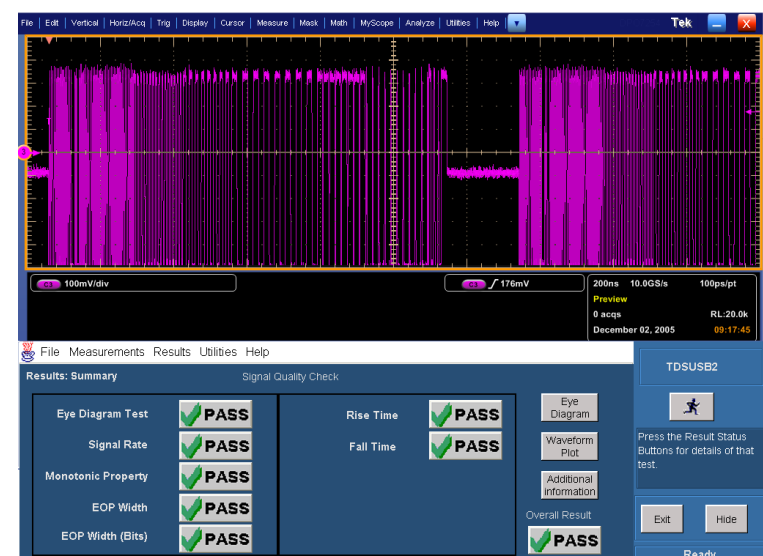 File | Edit | Vertical | Horiz/Acq | Trig | Display | Cursor | Measure | Mask | Math | MyScope | Analyze | Utilities | Help | Tek X
T
3
C3 100mV/div
C3 176mV
200ns 10.0GS/s 100ps/pt
Preview
0 acqs RL:20.0k
December 02, 2005 09:17:45
File Measurements Results Utilities Help
Results: Summary Signal Quality Check
Eye Diagram Test PASS
Signal Rate PASS
Monotonic Property PASS
EOP Width PASS
EOP Width (Bits) PASS
Rise Time PASS
Fall Time PASS
Eye
Diagram
Waveform
Plot
Additional
information
Overall Result
PASS
TDSUSB2
Press the Result Status
Buttons for details of that
test.
Exit Hide
Ready